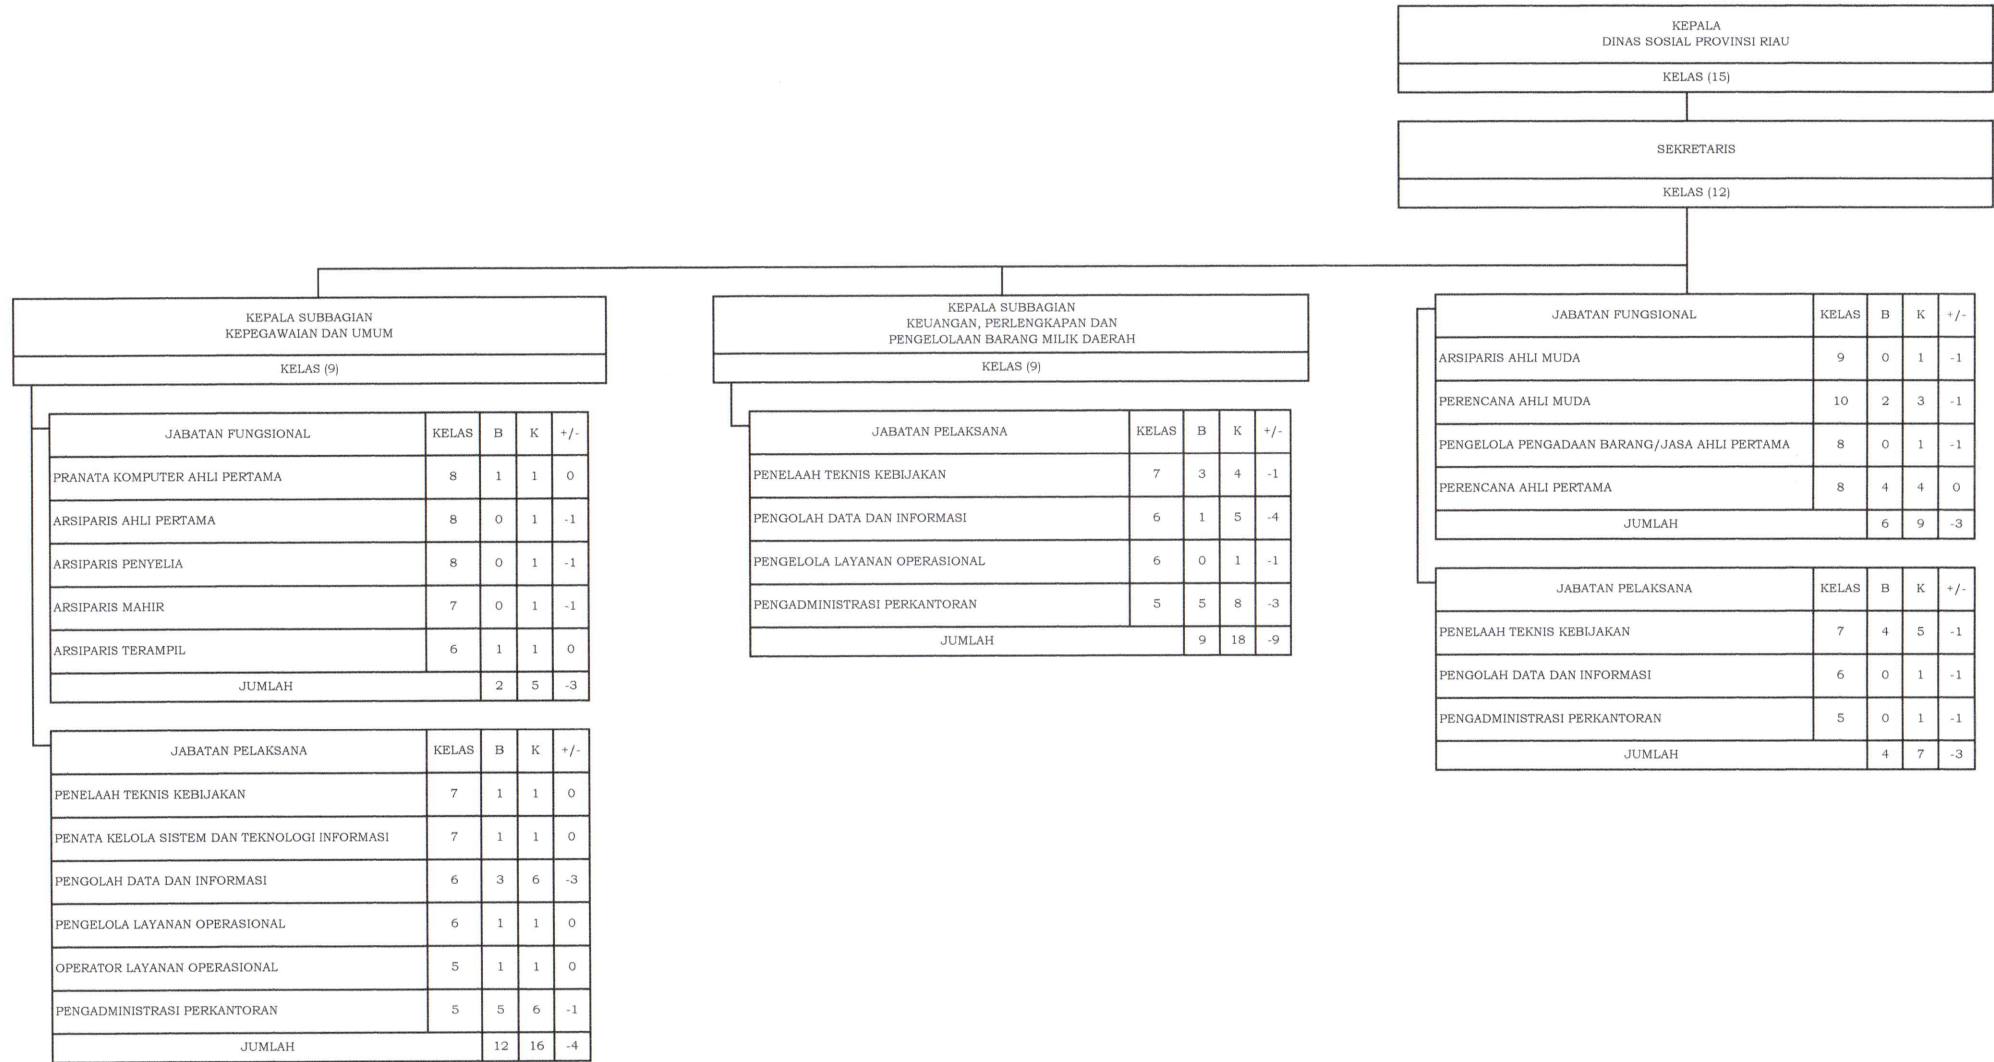 KEPALA
DINAS SOSIAL PROVINSI RIAU
KELAS (15)
SEKRETARIS
KELAS (12)
KEPALA SUBBAGIAN
KEPEGAWAIAN DAN UMUM
KELAS (9)
JABATAN FUNGSIONAL KELAS B K +/-
PRANATA KOMPUTER AHLI PERTAMA 8 1 1 0
ARSIPARIS AHLI PERTAMA 8 0 1 -1
ARSIPARIS PENYELIA 8 0 1 -1
ARSIPARIS MAHIR 7 0 1 -1
ARSIPARIS TERAMPIL 6 1 1 0
JUMLAH 2 5 -3
JABATAN PELAKSANA KELAS B K +/-
PENELAAH TEKNIS KEBIJAKAN 7 1 1 0
PENATA KELOLA SISTEM DAN TEKNOLOGI INFORMASI 7 1 1 0
PENGOLAH DATA DAN INFORMASI 6 3 6 -3
PENGELOLA LAYANAN OPERASIONAL 6 1 1 0
OPERATOR LAYANAN OPERASIONAL 5 1 1 0
PENGADMINISTRASI PERKANTORAN 5 5 6 -1
JUMLAH 12 16 -4
KEPALA SUBBAGIAN
KEUANGAN, PERLENGKAPAN DAN
PENGELOLAAN BARANG MILIK DAERAH
KELAS (9)
JABATAN PELAKSANA KELAS B K +/-
PENELAAH TEKNIS KEBIJAKAN 7 3 4 -1
PENGOLAH DATA DAN INFORMASI 6 1 5 -4
PENGELOLA LAYANAN OPERASIONAL 6 0 1 -1
PENGADMINISTRASI PERKANTORAN 5 5 8 -3
JUMLAH 9 18 -9
JABATAN FUNGSIONAL KELAS B K +/-
ARSIPARIS AHLI MUDA 9 0 1 -1
PERENCANA AHLI MUDA 10 2 3 -1
PENGELOLA PENGADAAN BARANG/JASA AHLI PERTAMA 8 0 1 -1
PERENCANA AHLI PERTAMA 8 4 4 0
JUMLAH 6 9 -3
JABATAN PELAKSANA KELAS B K +/-
PENELAAH TEKNIS KEBIJAKAN 7 4 5 -1
PENGOLAH DATA DAN INFORMASI 6 0 1 -1
PENGADMINISTRASI PERKANTORAN 5 0 1 -1
JUMLAH 4 7 -3